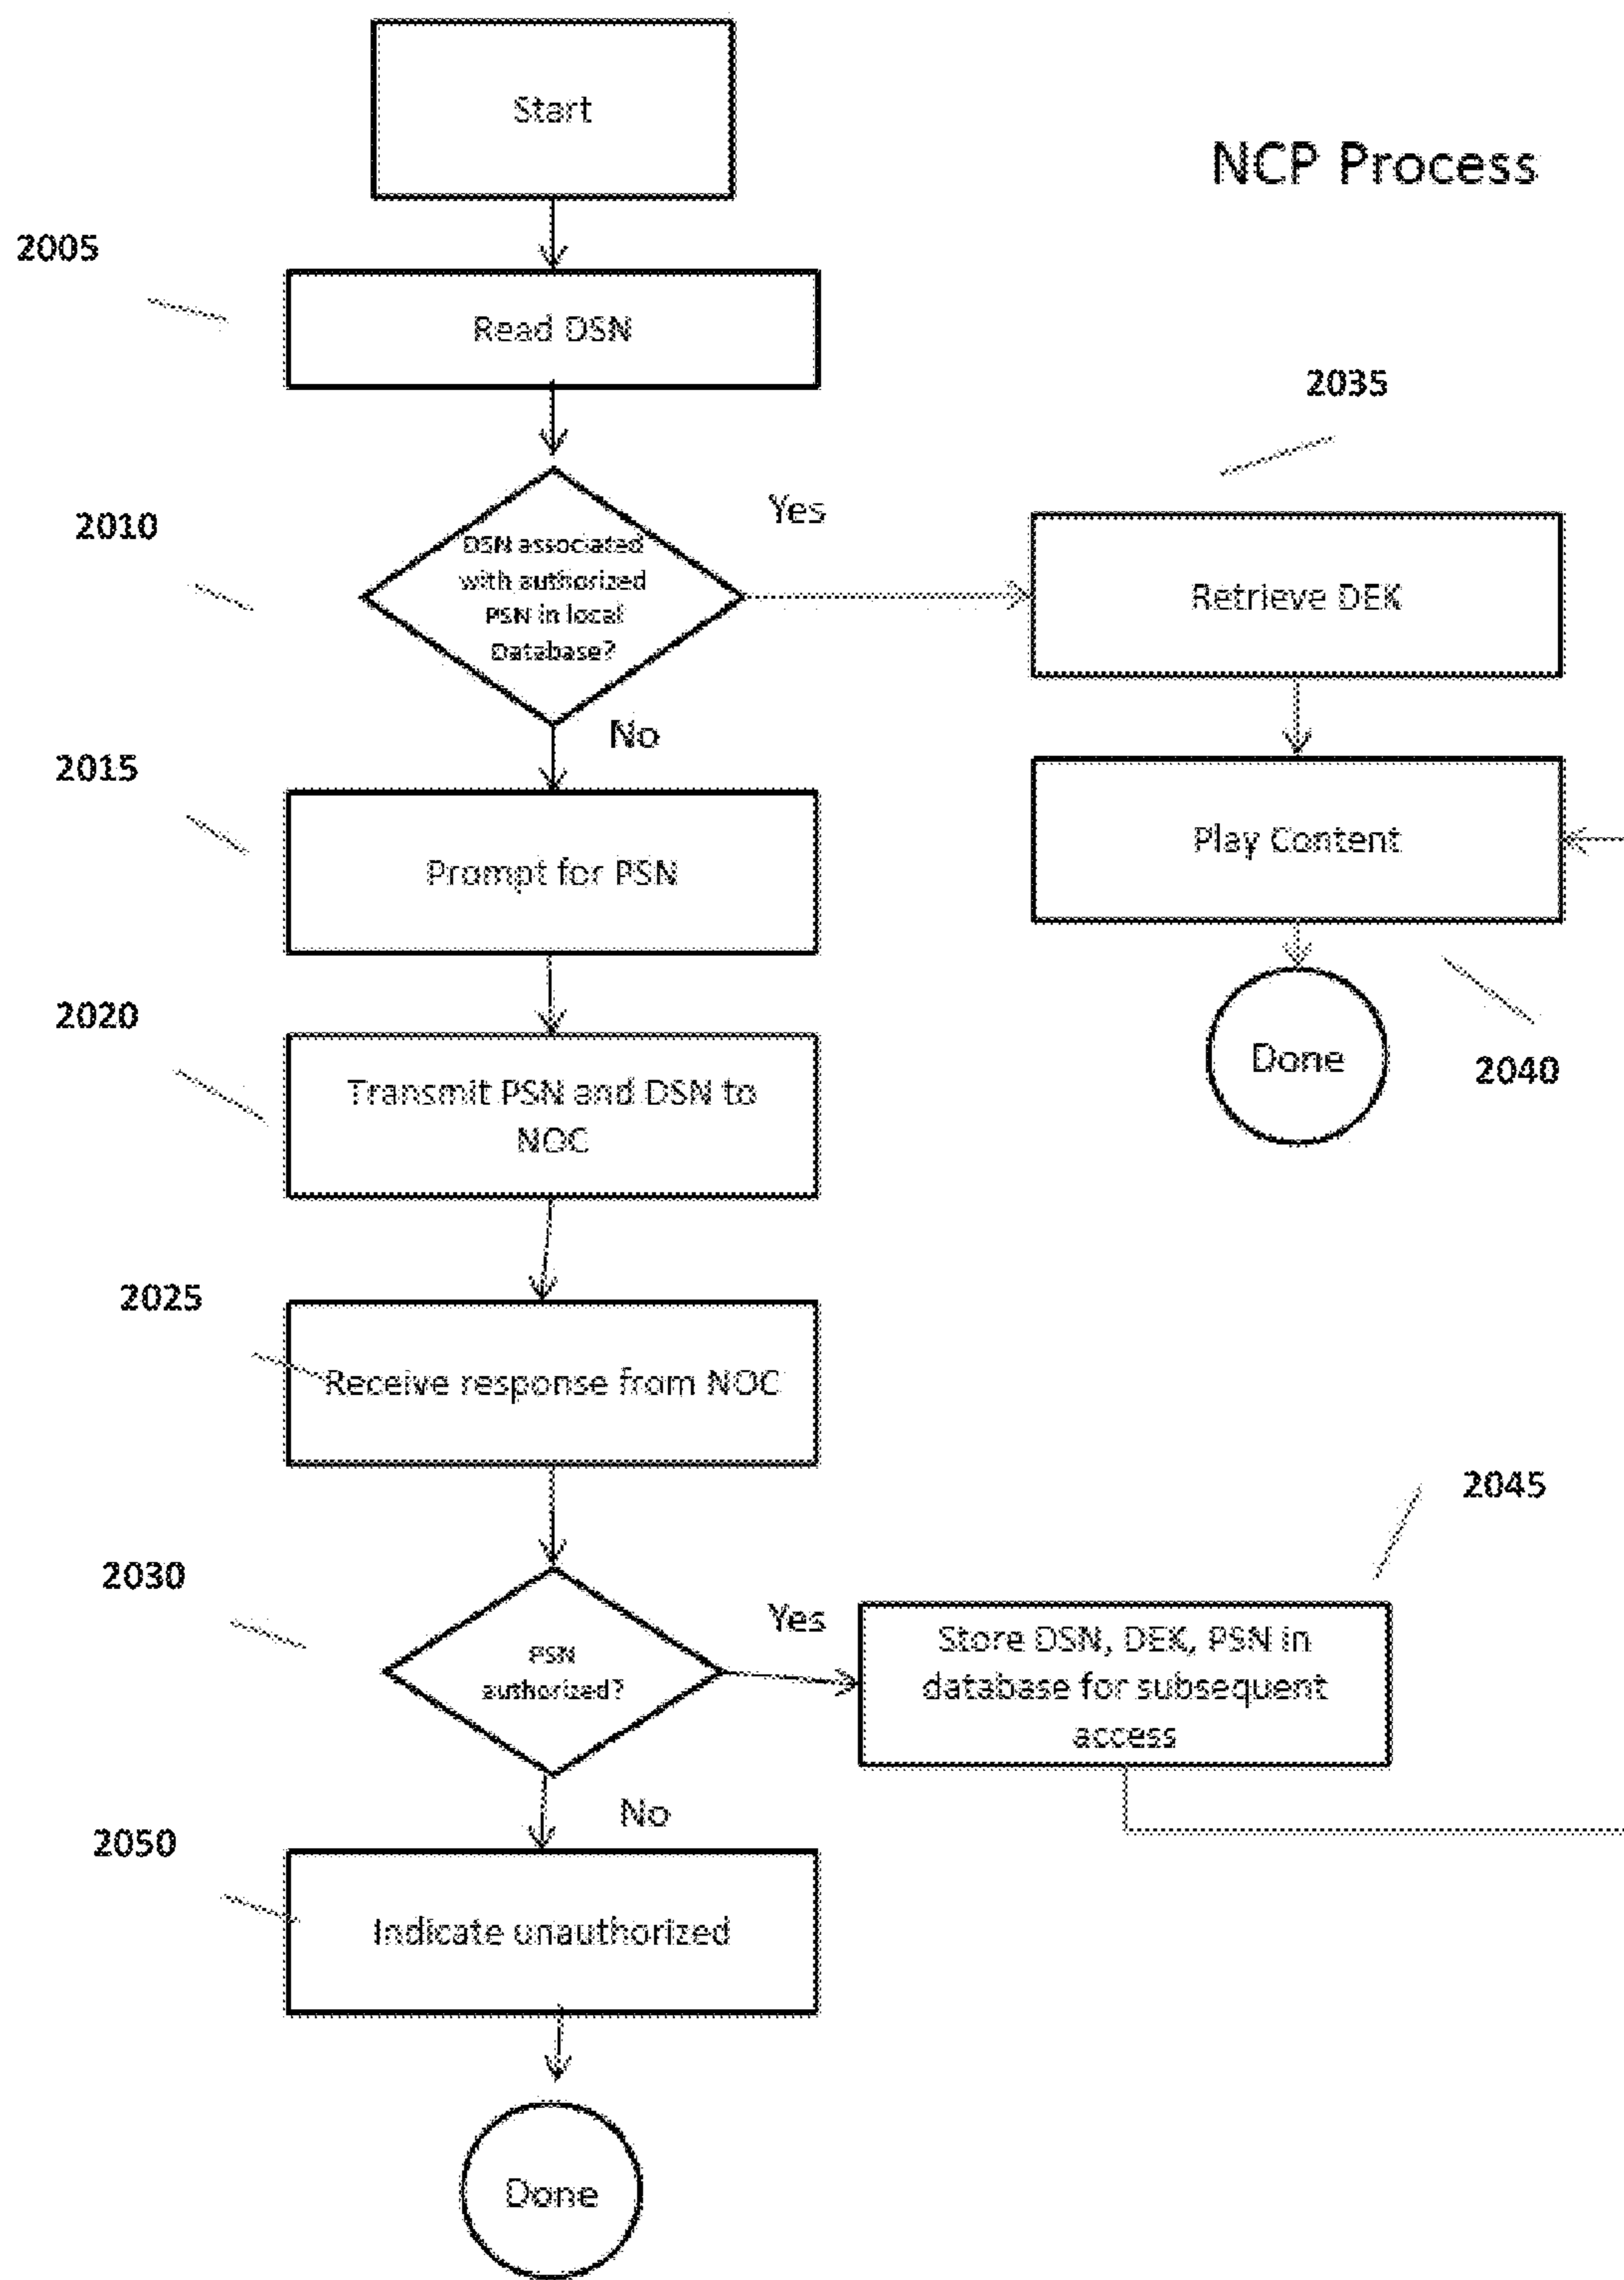 Start
NCP Process
2005
Read DSN
2035
2010
DSN associated
with authorized
PSN in local
Database?
Yes
Retrieve DEK
No
2015
Prompt for PSN
Play Content
2020
Transmit PSN and DSN to
NOC
Done
2040
2025
Receive response from NOC
2045
2030
PSN
authorized?
Yes
Store DSN, DEK, PSN in
database for subsequent
access
No
2050
Indicate unauthorized
Done